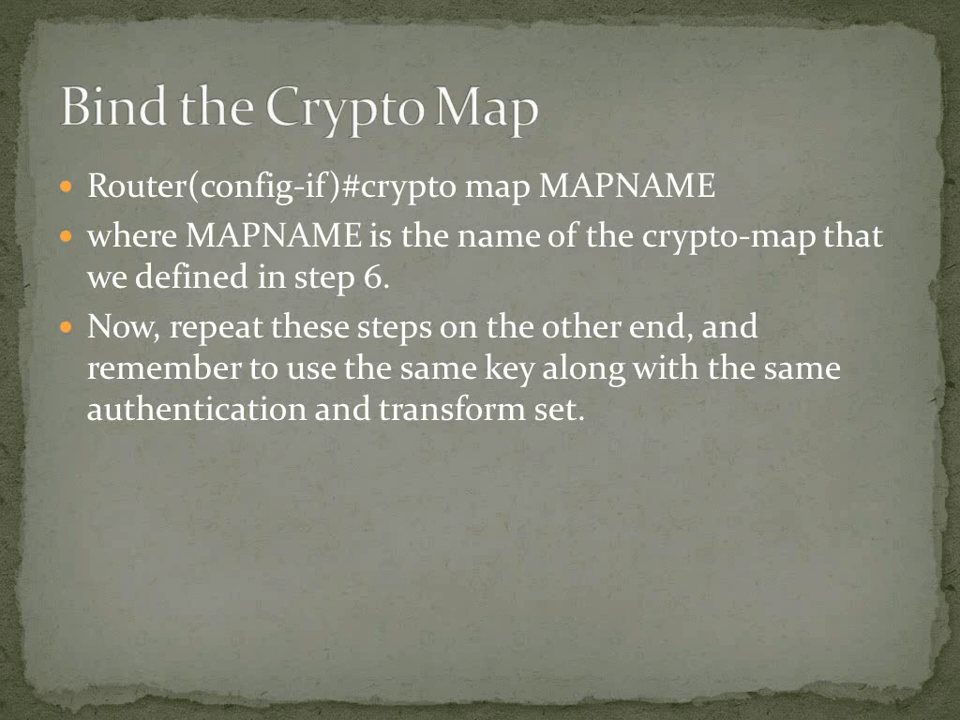 Bind the Crypto Map
Router(config-if)#crypto map MAPNAME
where MAPNAME is the name of the crypto-map that
we defined in step 6.
Now, repeat these steps on the other end, and
remember to use the same key along with the same
authentication and transform set.